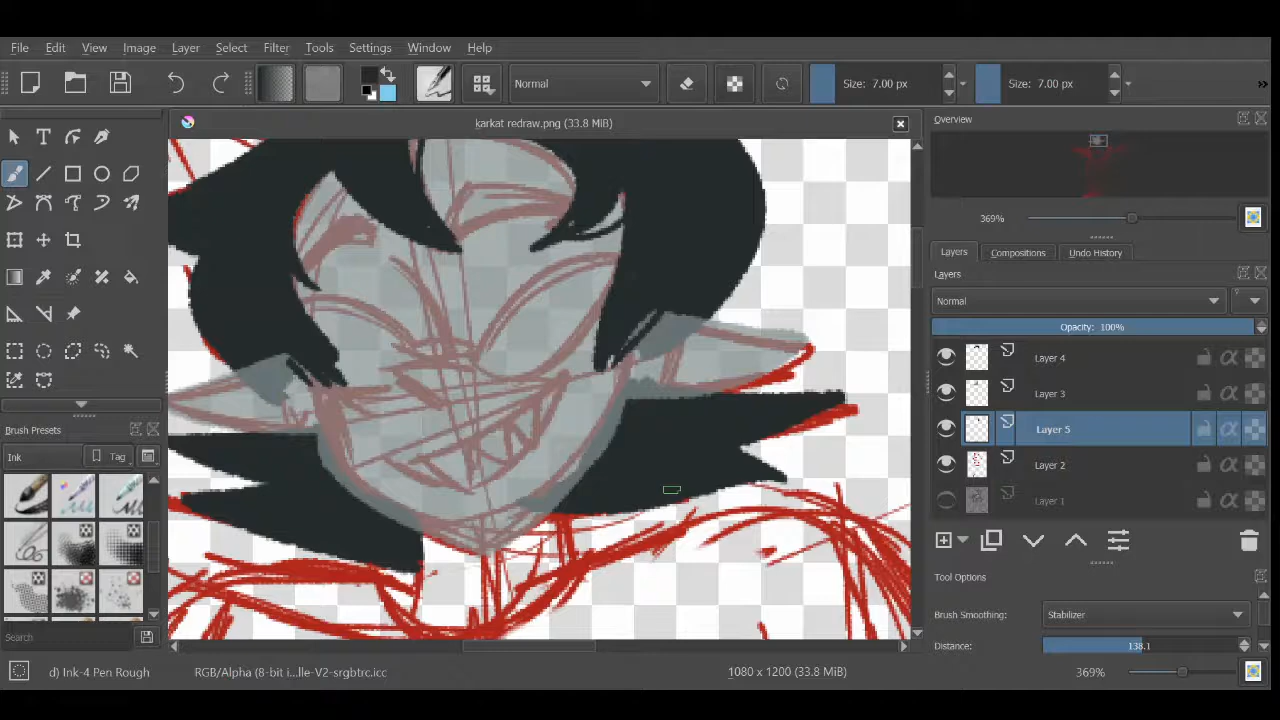 File Edit View Image Layer Select Filter Tools Settings Window Help
Normal Size: 7.00 px Size: 7.00 px »
karkat redraw.png (33.8 MiB)
Overview
369%
Layers Compositions Undo History
Layers
Normal
Opacity: 100%
Layer 4
Layer 3
Layer 5
Layer 2
Layer 1
Brush Presets
Ink Tag
Search
Tool Options
Brush Smoothing: Stabilizer
Distance: 138.1
d) Ink-4 Pen Rough RGB/Alpha (8-bit i...lle-V2-srgbtrc.icc 1080 x 1200 (33.8 MiB) 369%